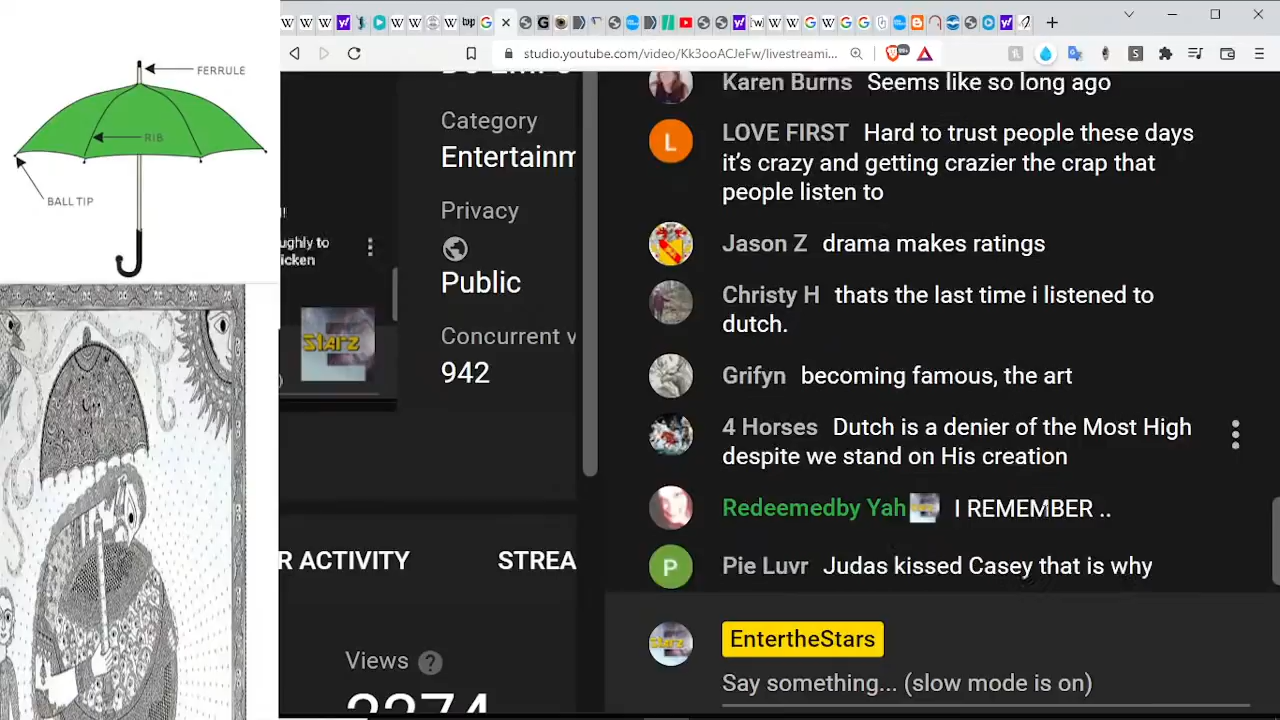 studio.youtube.com/video/Kk3ooACJeFw/livestreami...
FERRULE
RIB
BALL TIP
Category
Entertainm
Privacy
Public
Concurrent v
942
oughly to
icken
Starz
R ACTIVITY
STREA
Views
2274
Karen Burns Seems like so long ago
LOVE FIRST Hard to trust people these days
it’s crazy and getting crazier the crap that
people listen to
Jason Z drama makes ratings
Christy H thats the last time i listened to
dutch.
Grifyn becoming famous, the art
4 Horses Dutch is a denier of the Most High
despite we stand on His creation
Redeemedby Yah I REMEMBER ..
P Pie Luvr Judas kissed Casey that is why
EntertheStars
Say something... (slow mode is on)